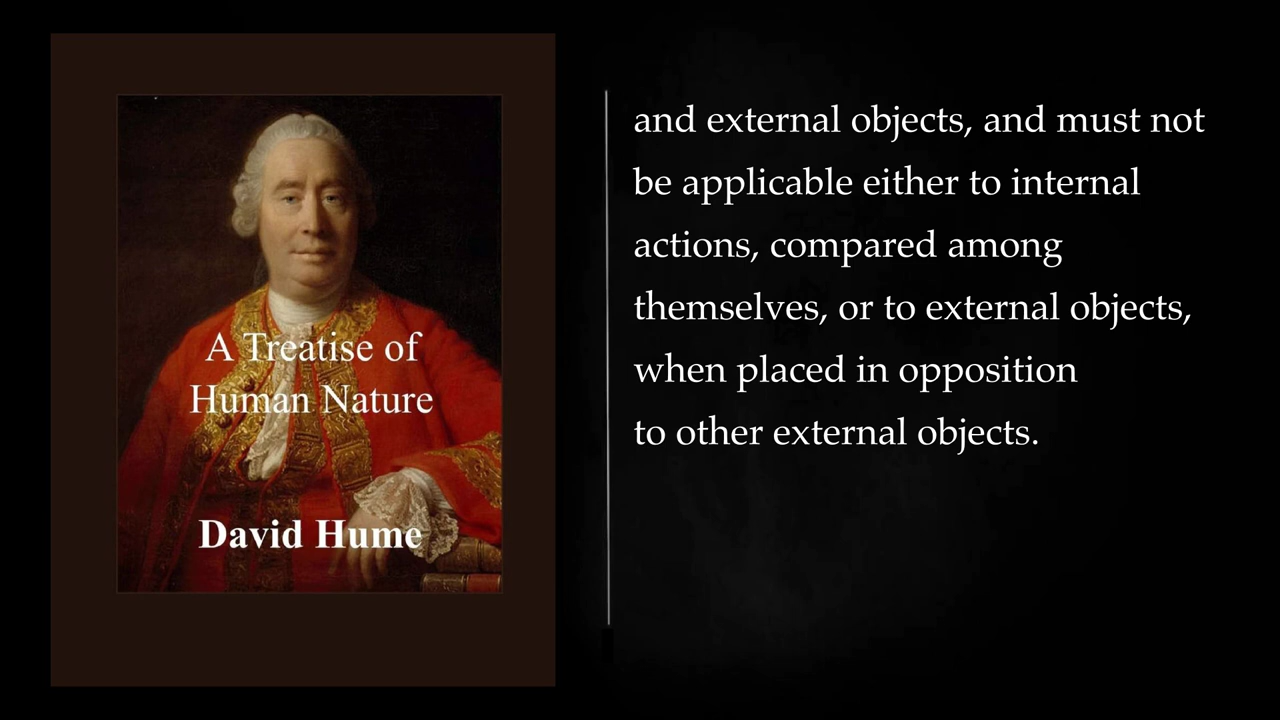 A Treatise of
Human Nature
David Hume
and external objects, and must not
be applicable either to internal
actions, compared among
themselves, or to external objects,
when placed in opposition
to other external objects.